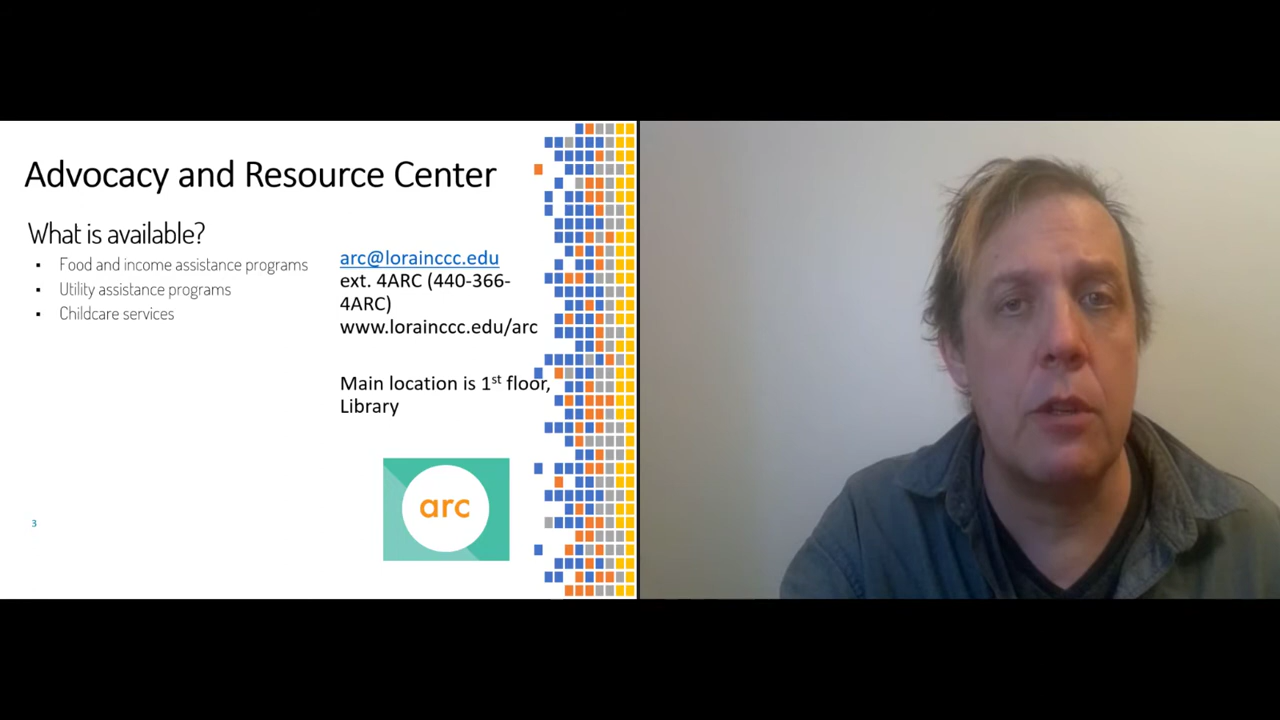 Advocacy and Resource Center
What is available?
▪ Food and income assistance programs
▪ Utility assistance programs
▪ Childcare services
arc@lorainccc.edu
ext. 4ARC (440-366-
4ARC)
www.lorainccc.edu/arc
Main location is 1st floor,
Library
arc
3